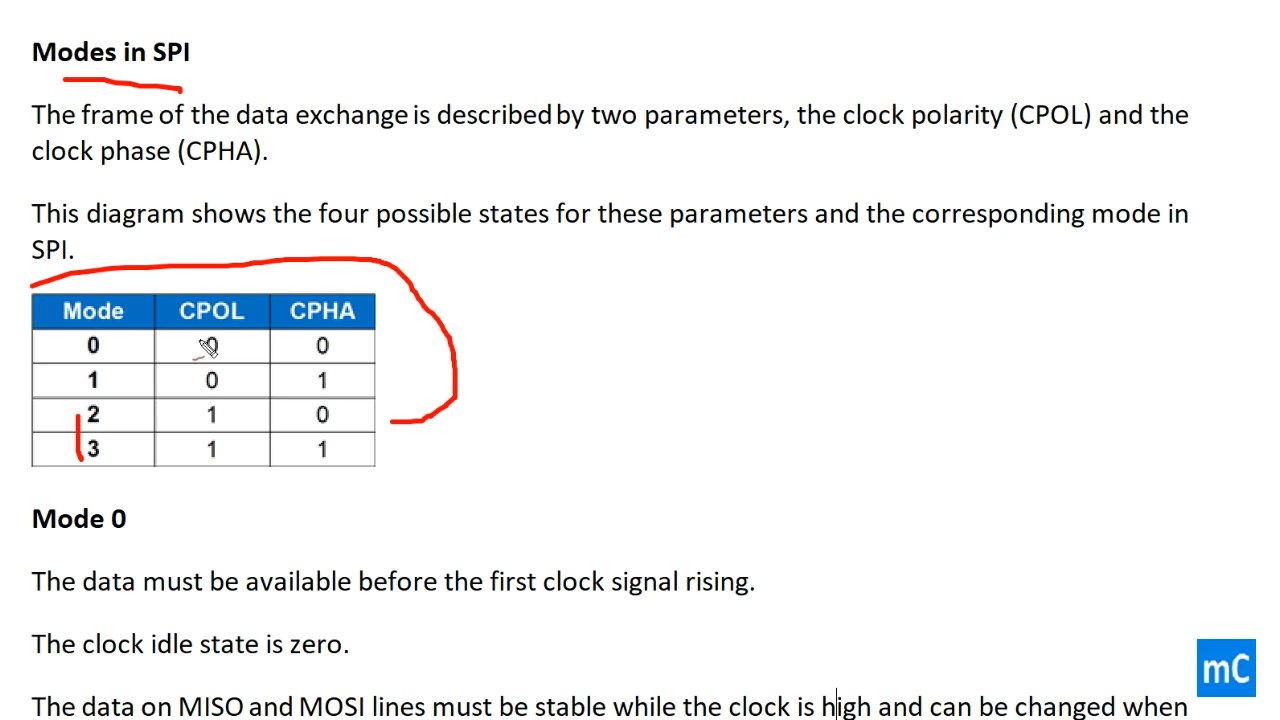 Modes in SPI
The frame of the data exchange is described by two parameters, the clock polarity (CPOL) and the
clock phase (CPHA).
This diagram shows the four possible states for these parameters and the corresponding mode in
SPI.
Mode CPOL CPHA
0 0 0
1 0 1
2 1 0
3 1 1
Mode 0
The data must be available before the first clock signal rising.
The clock idle state is zero.
The data on MISO and MOSI lines must be stable while the clock is high and can be changed when
mC